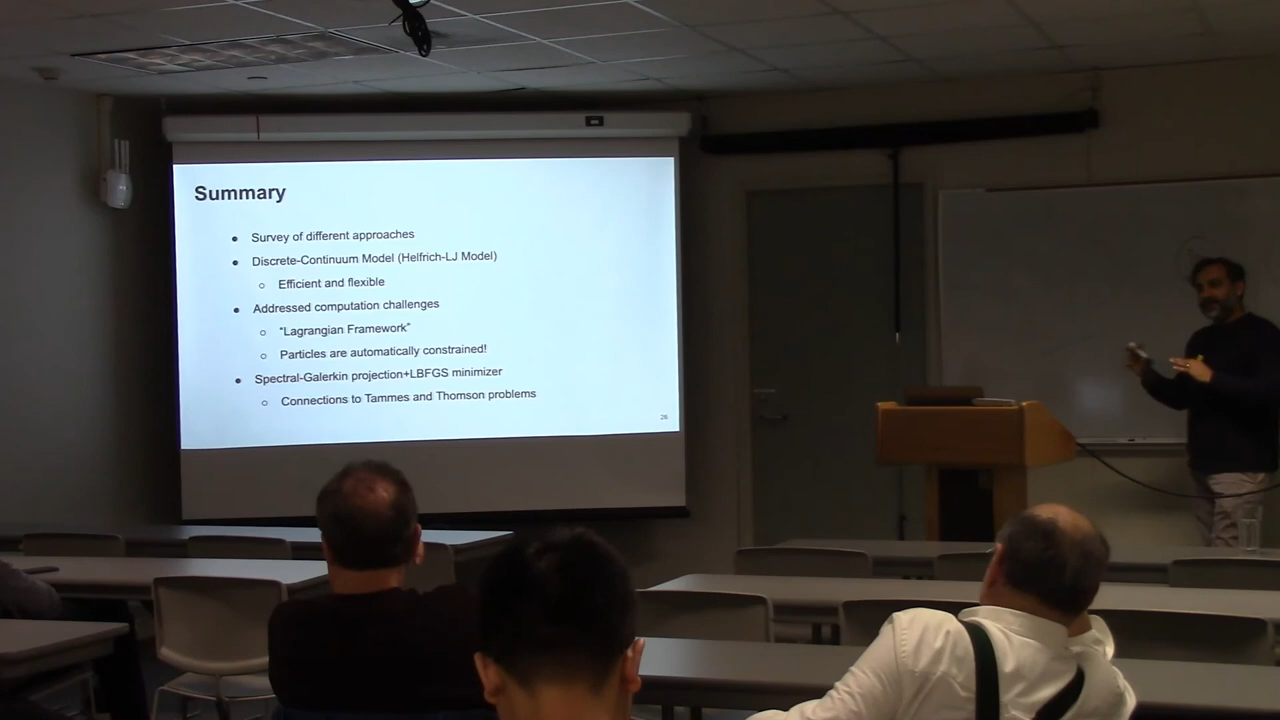 Summary
● Survey of different approaches
● Discrete-Continuum Model (Helfrich-LJ Model)
○ Efficient and flexible
● Addressed computation challenges
○ "Lagrangian Framework"
○ Particles are automatically constrained!
● Spectral-Galerkin projection+LBFGS minimizer
○ Connections to Tammes and Thomson problems
26